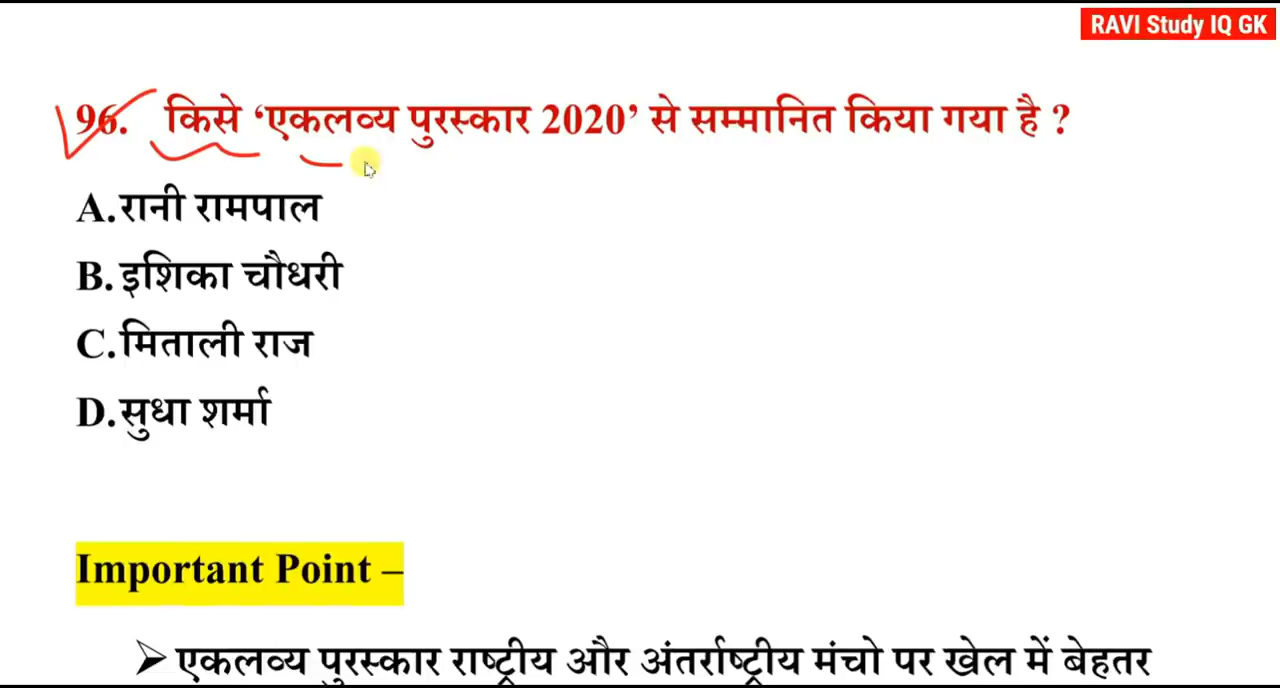 RAVI Study IQ GK
96. किसे ‘एकलव्य पुरस्कार 2020’ से सम्मानित किया गया है ?
A.रानी रामपाल
B.इशिका चौधरी
C.मिताली राज
D.सुधा शर्मा
Important Point –
➢ एकलव्य पुरस्कार राष्ट्रीय और अंतर्राष्ट्रीय मंचो पर खेल में बेहतर